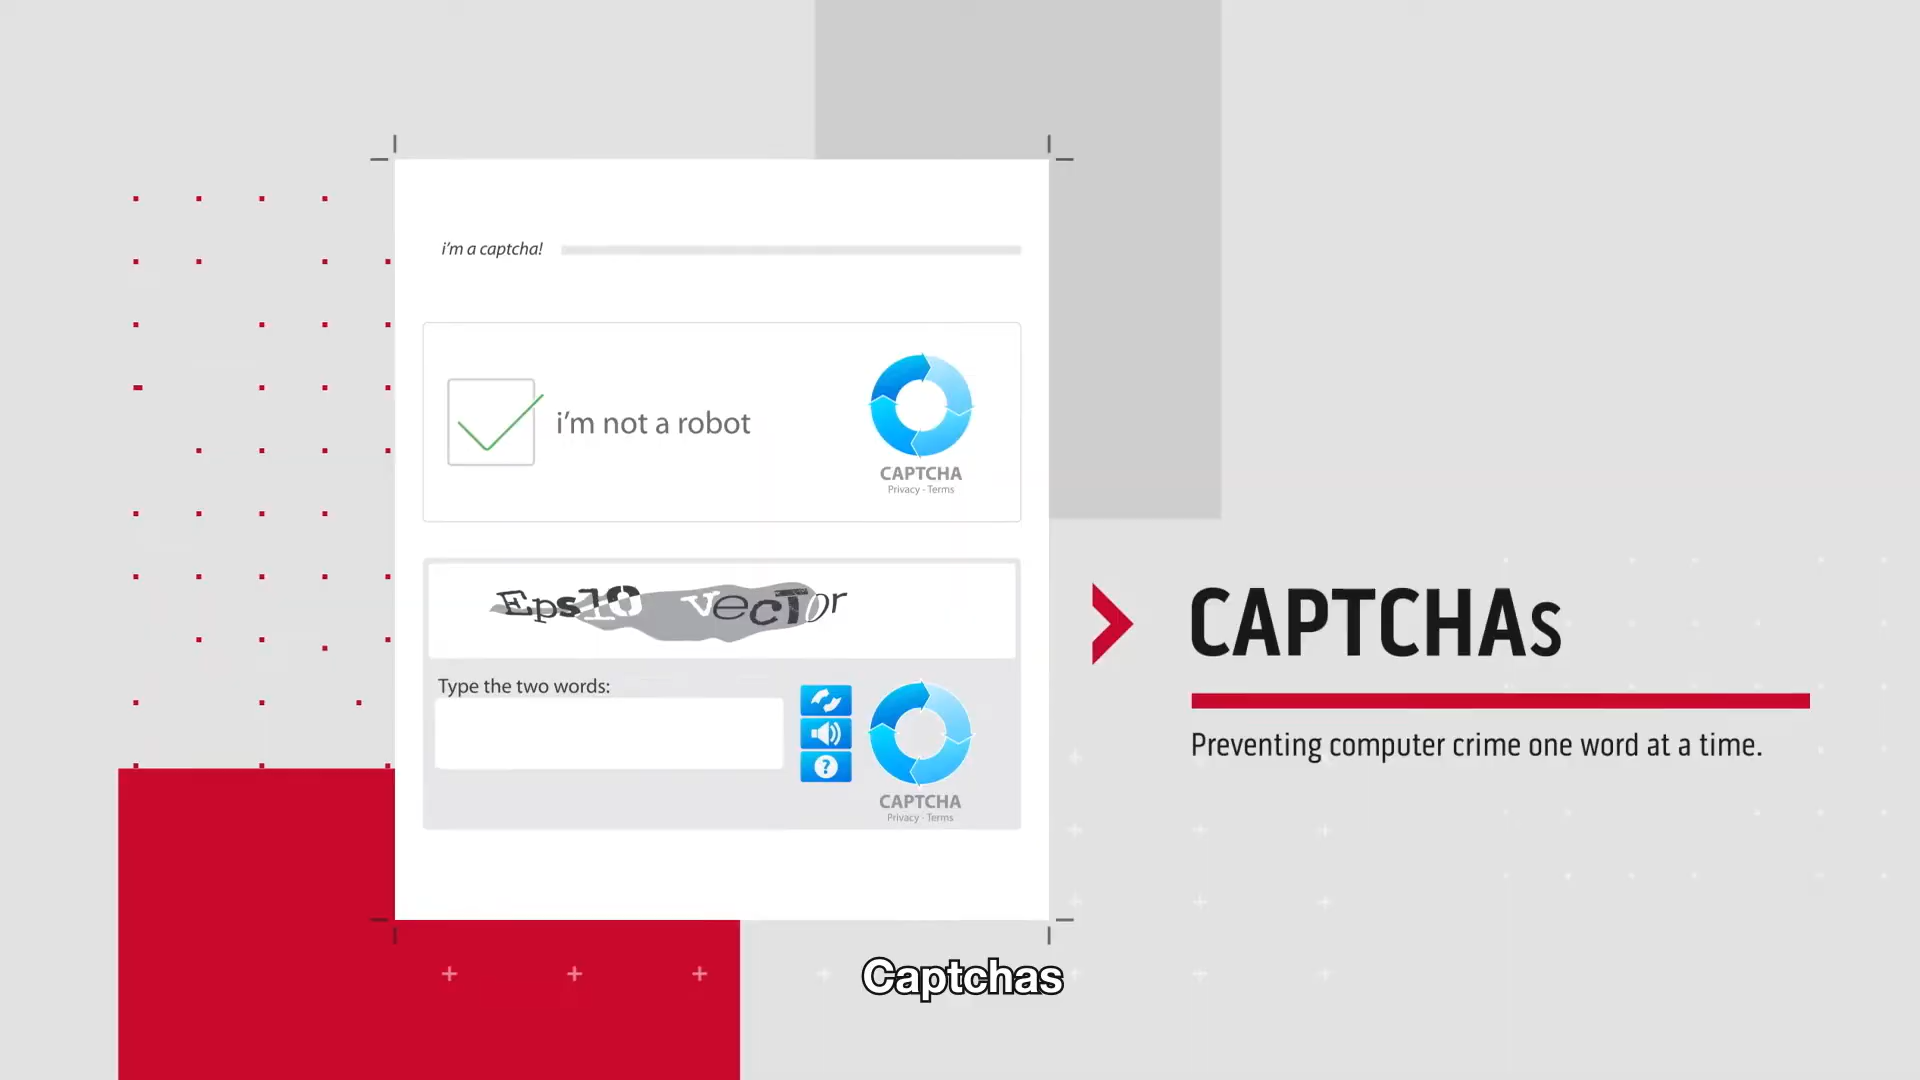 i'm a captcha!
i'm not a robot
CAPTCHA
Privacy - Terms
Eps10 vecTor
Type the two words:
?
CAPTCHA
Privacy - Terms
CAPTCHAs
Preventing computer crime one word at a time.
Captchas